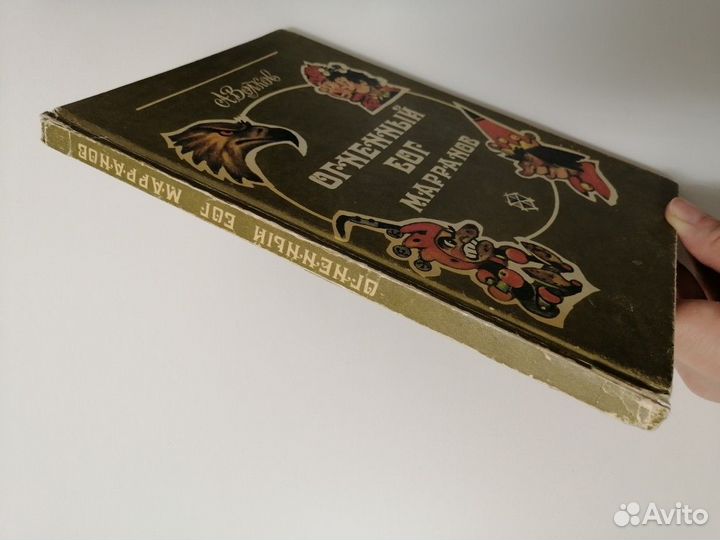 А. Волков
ОГНЕННЫЙ
БОГ
МАРРАНОВ
ОГНЕННЫЙ БОГ МАРРАНОВ
Avito